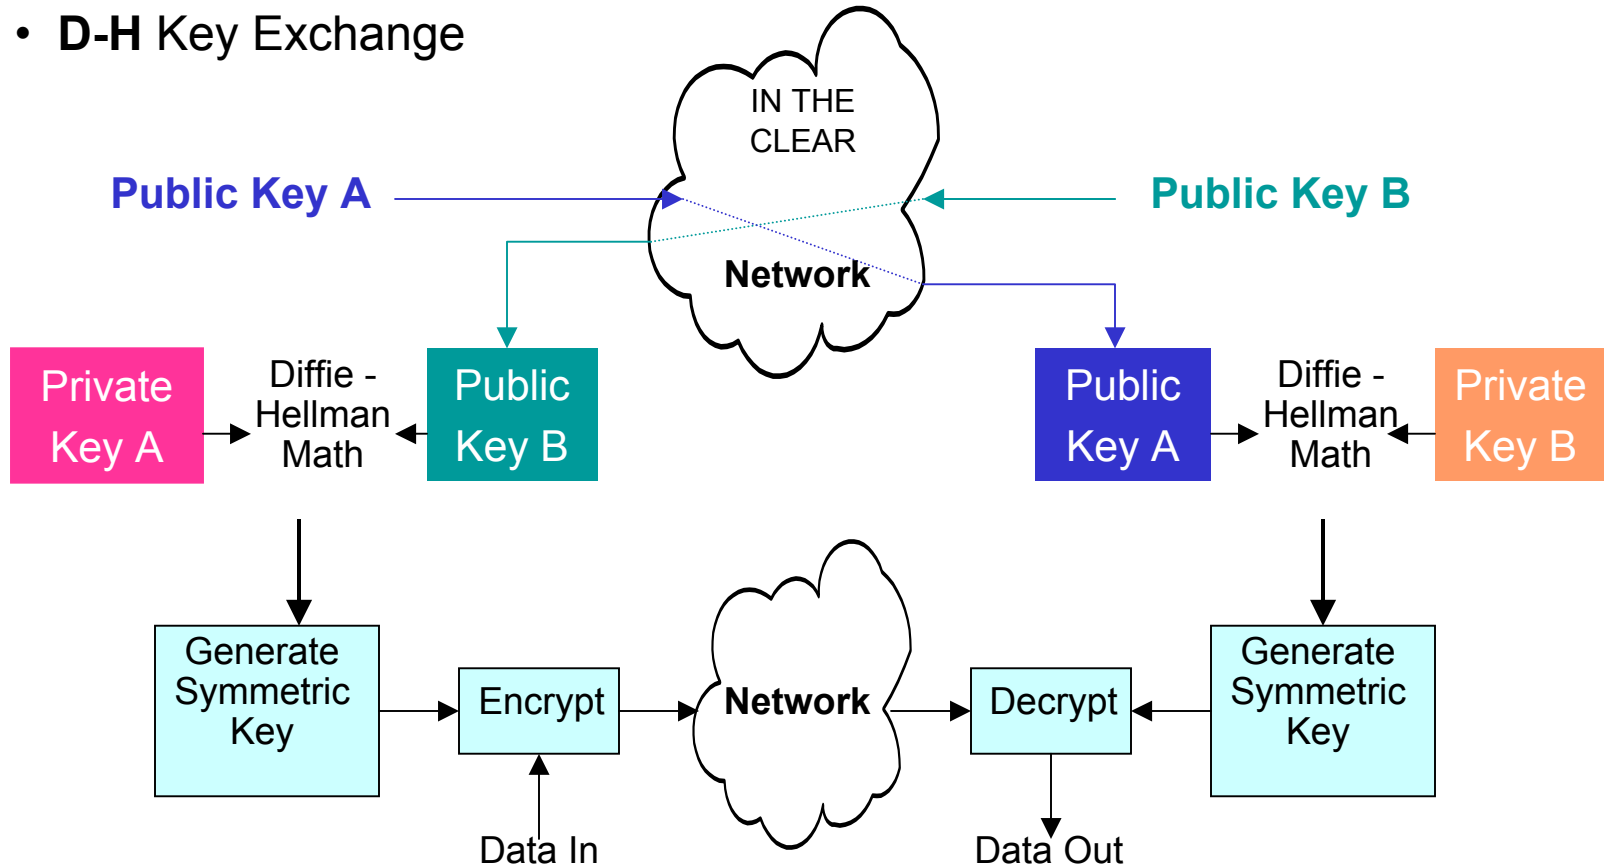 • D-H Key Exchange
IN THE
CLEAR
Public Key A
Public Key B
Network
Private
Key A
Diffie -
Hellman
Math
Public
Key B
Public
Key A
Diffie -
Hellman
Math
Private
Key B
Generate
Symmetric
Key
Encrypt
Network
Decrypt
Generate
Symmetric
Key
Data In
Data Out